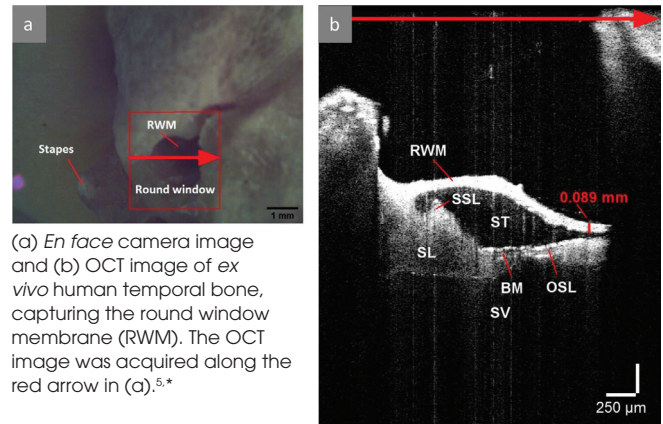 a
RWM
Stapes
Round window
1 mm
(a) En face camera image
and (b) OCT image of ex
vivo human temporal bone,
capturing the round window
membrane (RWM). The OCT
image was acquired along the
red arrow in (a).5,*
b
RWM
SSL
0.089 mm
ST
SL
BM
OSL
SV
250 µm